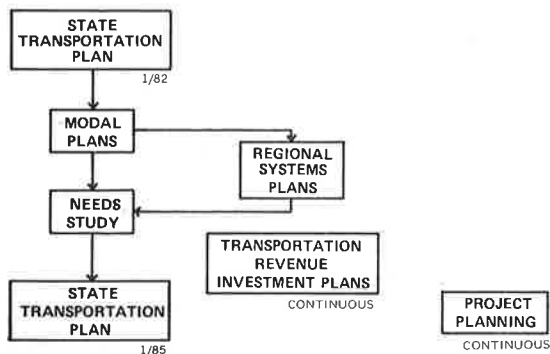 STATE
TRANSPORTATION
PLAN
1/82
MODAL
PLANS
REGIONAL
SYSTEMS
PLANS
NEEDS
STUDY
TRANSPORTATION
REVENUE
INVESTMENT PLANS
CONTINUOUS
STATE
TRANSPORTATION
PLAN
1/85
PROJECT
PLANNING
CONTINUOUS